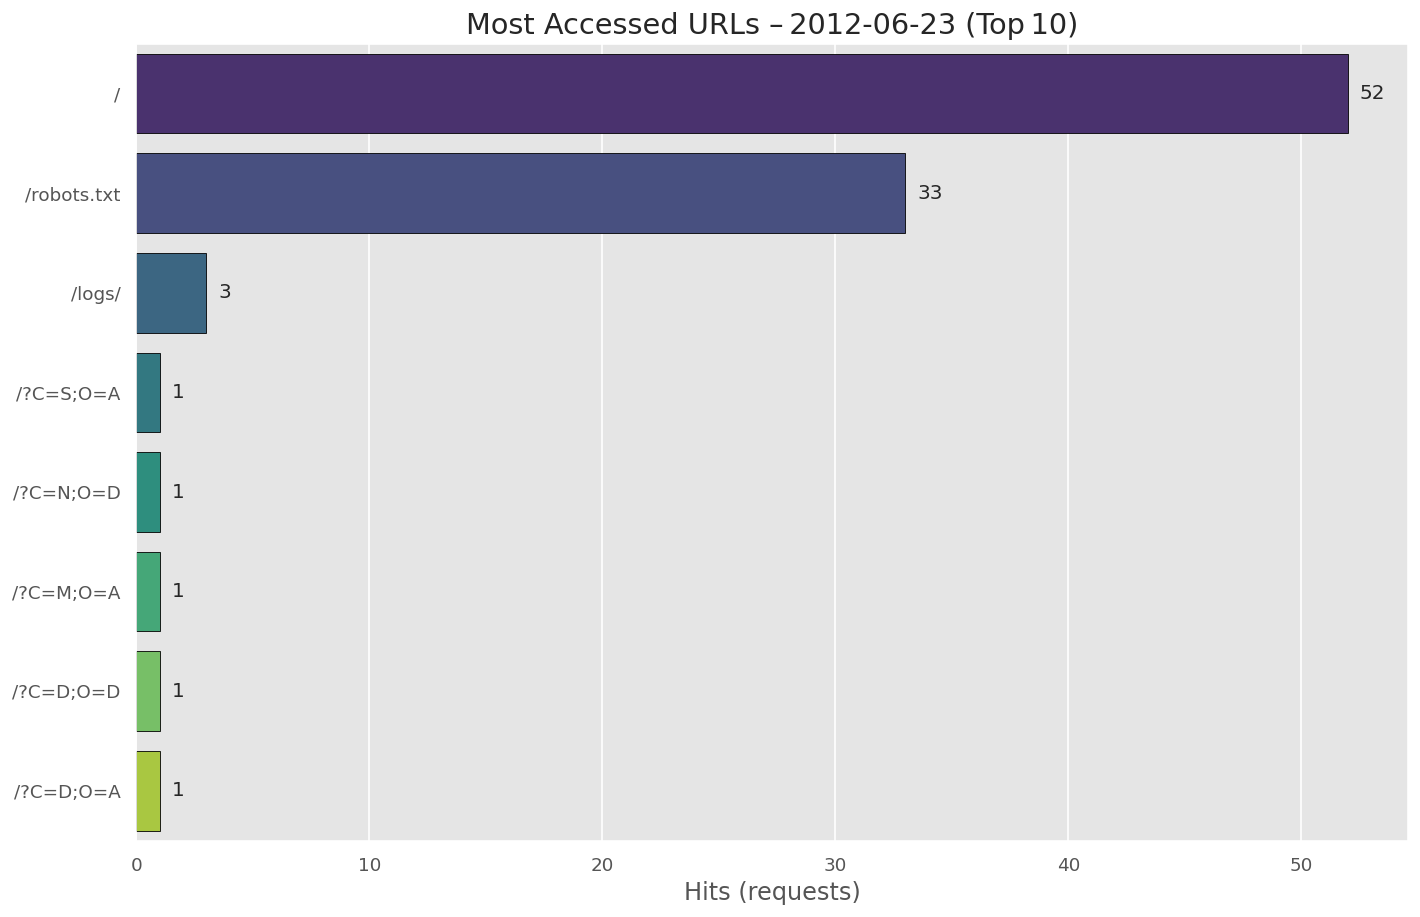 Most Accessed URLs – 2012-06-23 (Top 10)
/ 52
/robots.txt 33
/logs/ 3
/?C=S;O=A 1
/?C=N;O=D 1
/?C=M;O=A 1
/?C=D;O=D 1
/?C=D;O=A 1
0 10 20 30 40 50
Hits (requests)